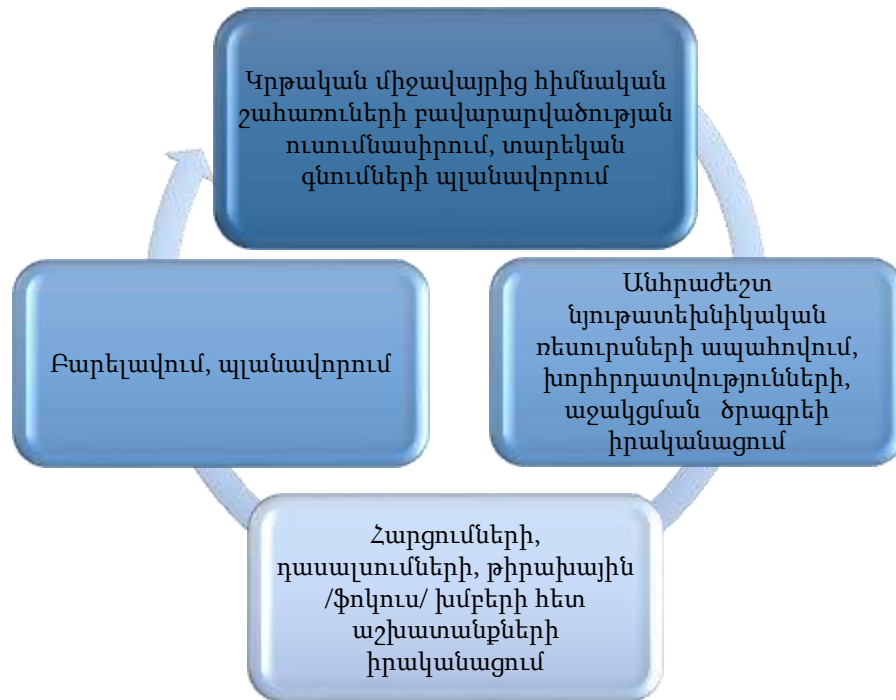 Կրթական միջավայրից հիմնական
շահառուների բավարարվածության
ուսումնասիրում, տարեկան
գնումների պլանավորում
Անհրաժեշտ
նյութատեխնիկական
ռեսուրսների ապահովում,
խորհրդատվությունների,
աջակցման ծրագրեի
իրականացում
Հարցումների,
դասալսումների, թիրախային
/ֆոկուս/ խմբերի հետ
աշխատանքների
իրականացում
Բարելավում, պլանավորում